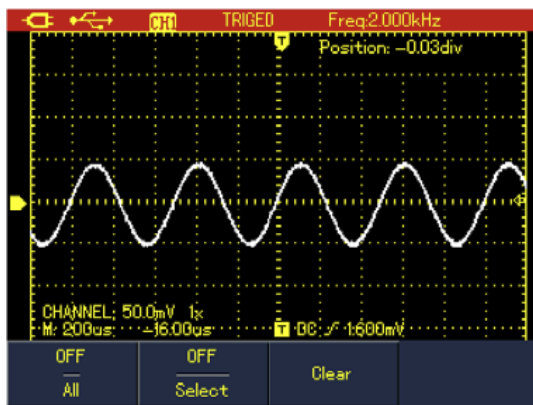 CH1 TRIGED Freq:2.000kHz
T
Position: -0.03div
CHANNEL: 50.0mV 1x
M: 200us -16.00us T DC 1.600mV
OFF OFF Clear
All Select